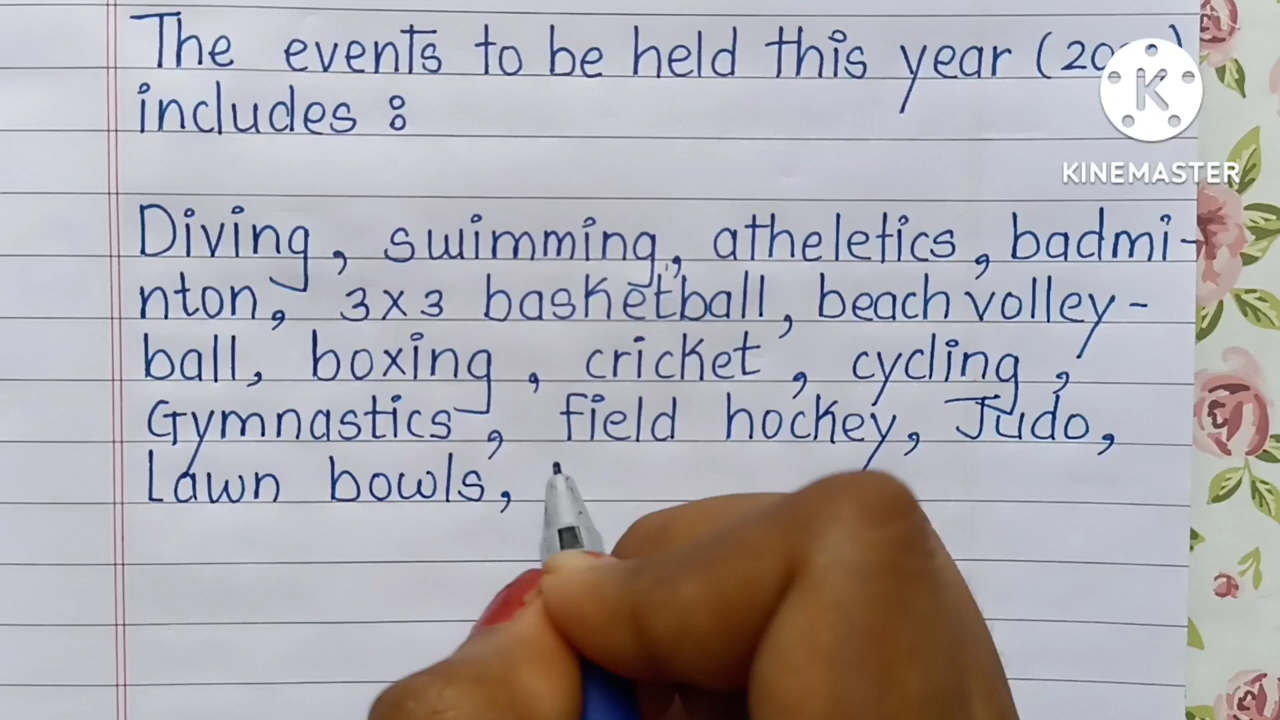 The events to be held this year (20
includes :
K
KINEMASTER
Diving, swimming, atheletics, badmi-
nton, 3x3 basketball, beach volley-
ball, boxing, cricket, cycling,
Gymnastics, field hockey, Judo,
Lawn bowls,